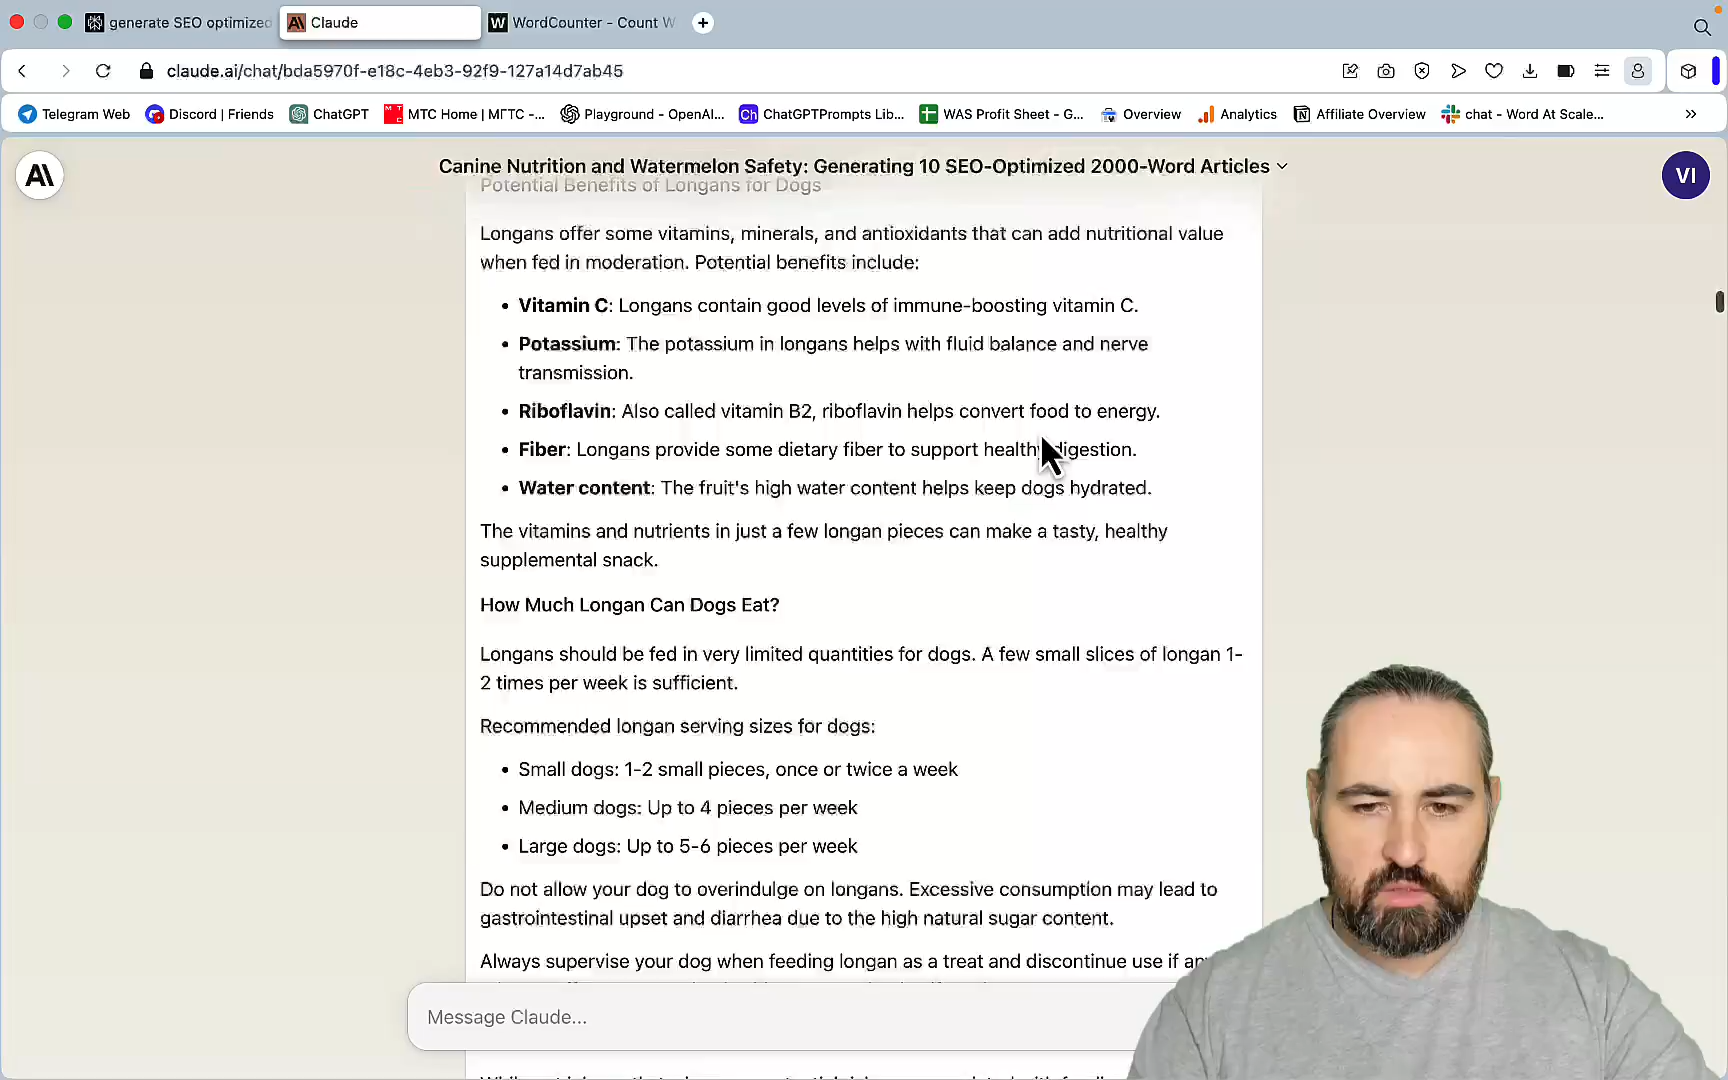 generate SEO optimized
Claude
WordCounter - Count W
claude.ai/chat/bda5970f-e18c-4eb3-92f9-127a14d7ab45
Telegram Web
Discord | Friends
ChatGPT
MTC Home | МГТС -...
Playground - OpenAI...
ChatGPTPrompts Lib...
WAS Profit Sheet - G...
Overview
Analytics
Affiliate Overview
chat - Word At Scale...
Canine Nutrition and Watermelon Safety: Generating 10 SEO-Optimized 2000-Word Articles
VI
Potential Benefits of Longans for Dogs
Longans offer some vitamins, minerals, and antioxidants that can add nutritional value
when fed in moderation. Potential benefits include:
• Vitamin C: Longans contain good levels of immune-boosting vitamin C.
• Potassium: The potassium in longans helps with fluid balance and nerve
transmission.
• Riboflavin: Also called vitamin B2, riboflavin helps convert food to energy.
• Fiber: Longans provide some dietary fiber to support healthy digestion.
• Water content: The fruit's high water content helps keep dogs hydrated.
The vitamins and nutrients in just a few longan pieces can make a tasty, healthy
supplemental snack.
How Much Longan Can Dogs Eat?
Longans should be fed in very limited quantities for dogs. A few small slices of longan 1-
2 times per week is sufficient.
Recommended longan serving sizes for dogs:
• Small dogs: 1-2 small pieces, once or twice a week
• Medium dogs: Up to 4 pieces per week
• Large dogs: Up to 5-6 pieces per week
Do not allow your dog to overindulge on longans. Excessive consumption may lead to
gastrointestinal upset and diarrhea due to the high natural sugar content.
Always supervise your dog when feeding longan as a treat and discontinue use if
Message Claude...